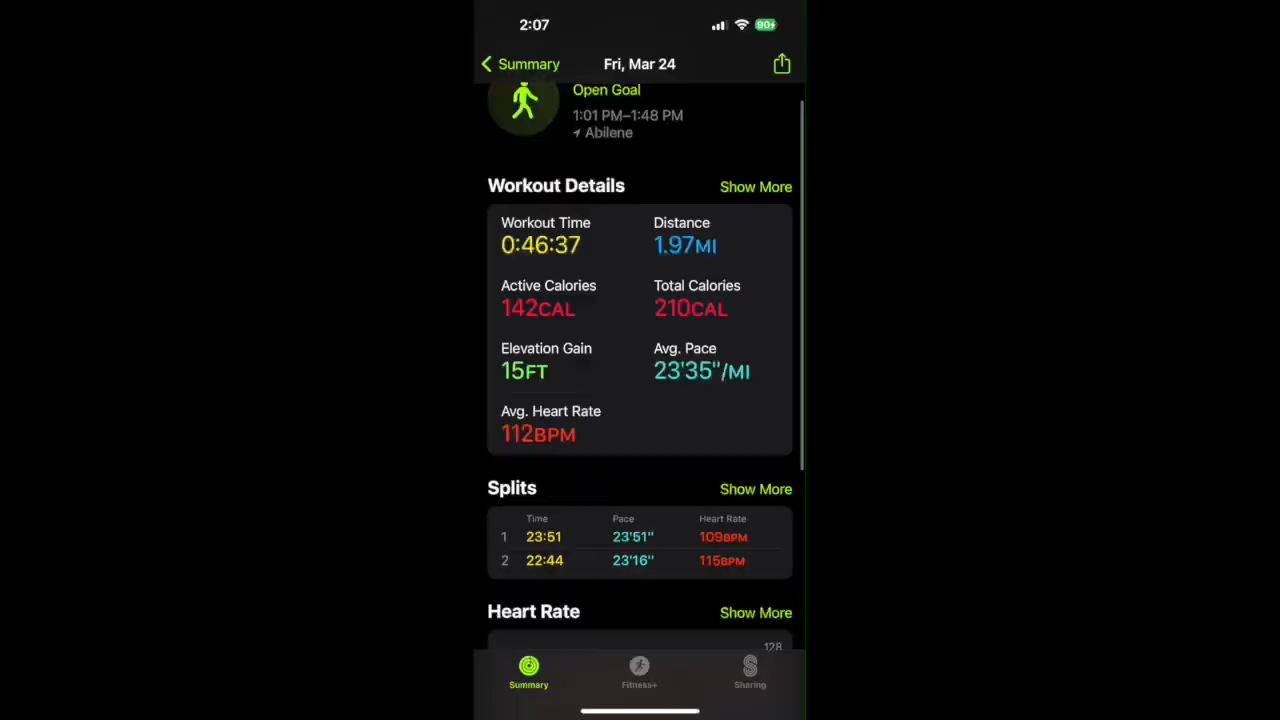 2:07
90
Summary
Fri, Mar 24
Open Goal
1:01 PM–1:48 PM
Abilene
Workout Details
Show More
Workout Time
Distance
0:46:37
1.97MI
Active Calories
Total Calories
142CAL
210CAL
Elevation Gain
Avg. Pace
15FT
23'35"/MI
Avg. Heart Rate
112BPM
Splits
Show More
Time Pace Heart Rate
1 23:51 23'51" 109BPM
2 22:44 23'16" 115BPM
Heart Rate
Show More
128
Summary
Fitness+
Sharing